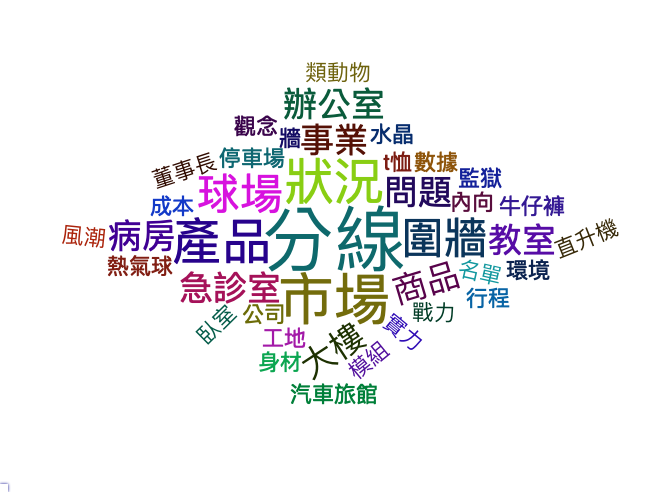 類動物
辦公室
觀念
牆
事業
水晶
停車場
t恤
數據
董事長
球場
狀況
問題
監獄
成本
內向
牛仔褲
風潮
病房
產品
分線
圍牆
教室
直升機
熱氣球
急診室
市場
商品
名單
環境
行程
臥室
公司
戰力
實力
工地
大樓
模組
身材
汽車旅館